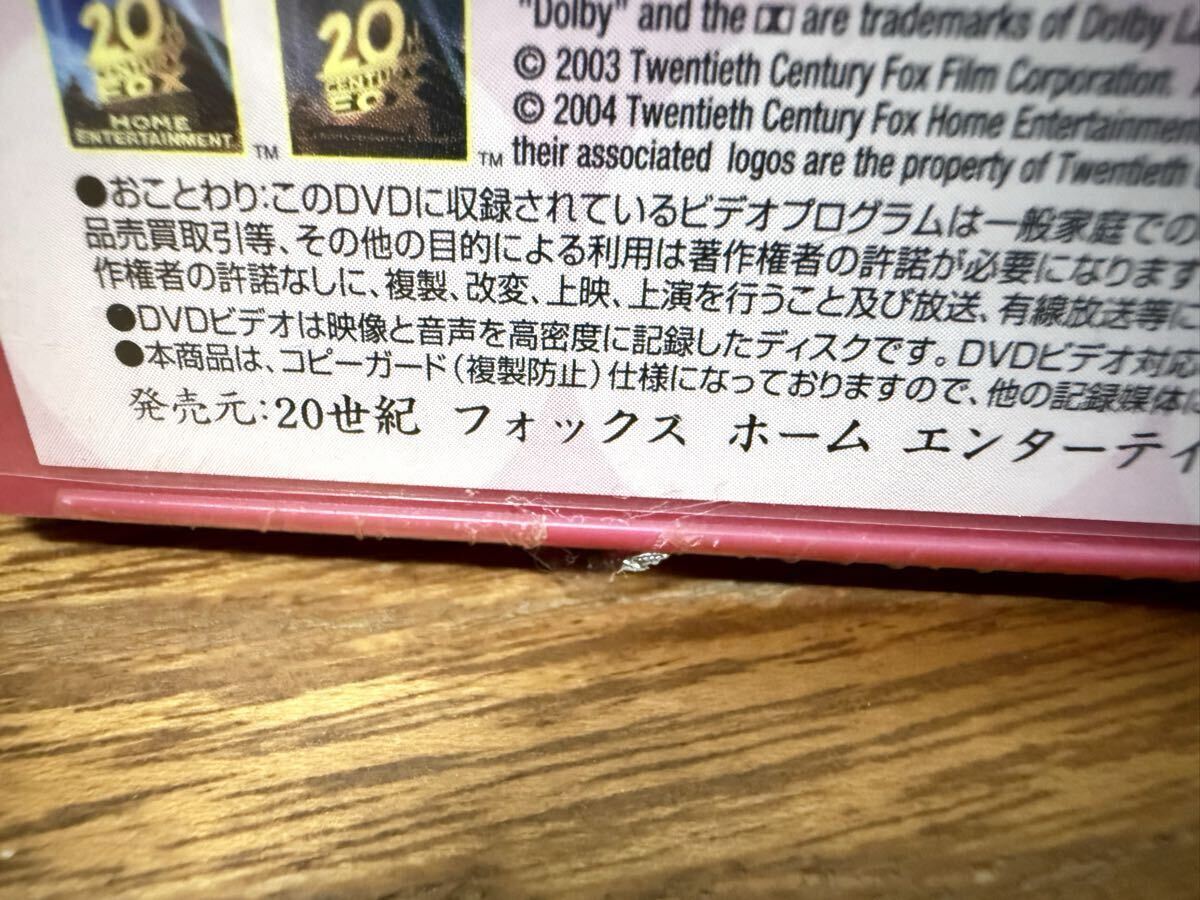 20TH CENTURY FOX
HOME ENTERTAINMENT ™
20TH CENTURY FOX
™
"Dolby" and the are trademarks of Dolby
© 2003 Twentieth Century Fox Film Corporation.
© 2004 Twentieth Century Fox Home Entertainment
their associated logos are the property of Twentieth
●おことわり:このDVDに収録されているビデオプログラムは一般家庭での
品売買取引等、その他の目的による利用は著作権者の許諾が必要になります
作権者の許諾なしに、複製、改変、上映、上演を行うこと及び放送、有線放送等に
●DVDビデオは映像と音声を高密度に記録したディスクです。DVDビデオ対応
●本商品は、コピーガード(複製防止)仕様になっておりますので、他の記録媒体に
発売元:20世紀 フォックス ホーム エンターテイ